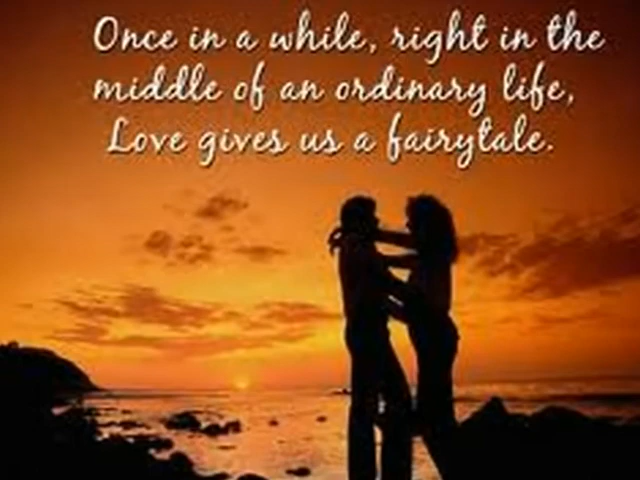 Once in a while, right in the
middle of an ordinary life,
Love gives us a fairytale.